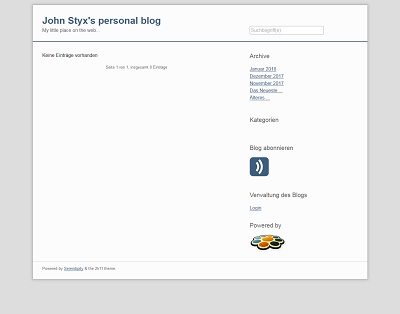 John Styx's personal blog
My little place on the web...
Suchbegriff(e)
Keine Einträge vorhanden
Seite 1 von 1, insgesamt 0 Einträge
Archive
Januar 2018
Dezember 2017
November 2017
Das Neueste ...
Älteres ...
Kategorien
Blog abonnieren
Verwaltung des Blogs
Login
Powered by
Powered by Serendipity & the 2k11 theme.